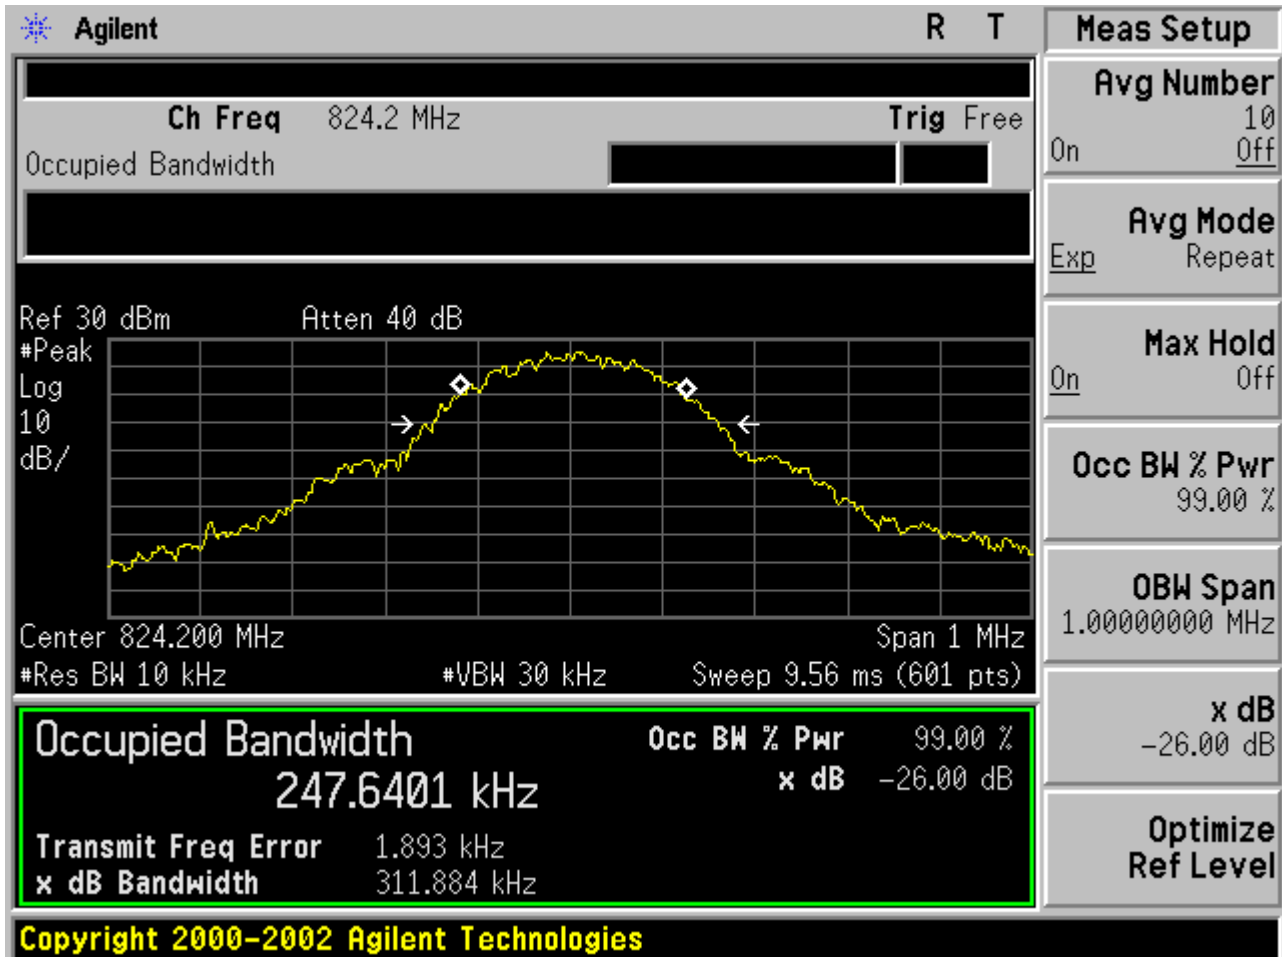 Agilent
R T
Ch Freq 824.2 MHz
Trig Free
Occupied Bandwidth
Ref 30 dBm
Atten 40 dB
#Peak
Log
10
dB/
Center 824.200 MHz
Span 1 MHz
#Res BW 10 kHz
#VBW 30 kHz
Sweep 9.56 ms (601 pts)
Occupied Bandwidth
247.6401 kHz
Occ BW % Pwr 99.00 %
x dB -26.00 dB
Transmit Freq Error 1.893 kHz
x dB Bandwidth 311.884 kHz
Meas Setup
Avg Number
10
On Off
Avg Mode
Exp Repeat
Max Hold
On Off
Occ BW % Pwr
99.00 %
OBW Span
1.00000000 MHz
x dB
-26.00 dB
Optimize
Ref Level
Copyright 2000-2002 Agilent Technologies